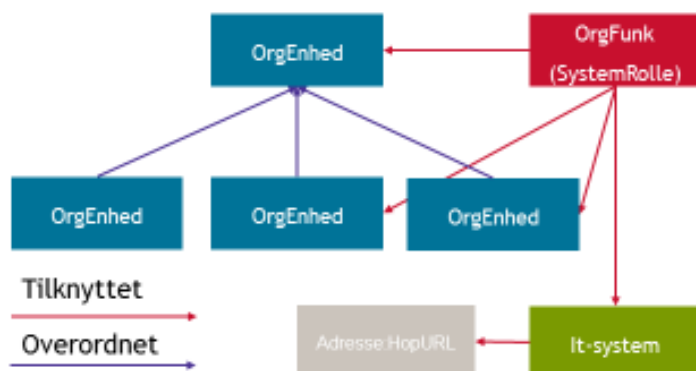 OrgEnhed
OrgFunk
(SystemRolle)
OrgEnhed
OrgEnhed
OrgEnhed
Tilknyttet
Overordnet
Adresse:HopURL
It-system